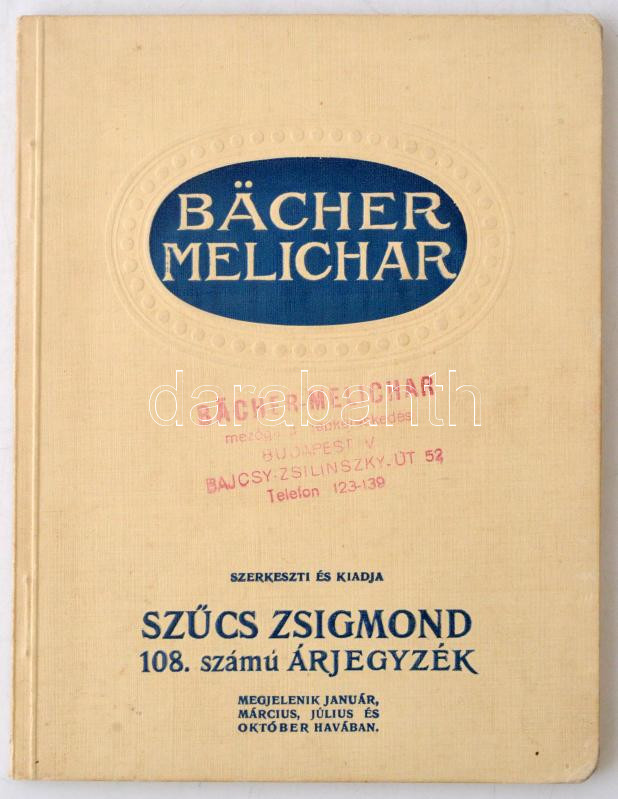 BÄCHER
MELICHAR
darabanth
BÄCHER-MELICHAR
BUDAPEST V.
BAJCSY-ZSILINSZKY-ÚT 52
Telefon 123-139
SZERKESZTI ÉS KIADJA
SZŰCS ZSIGMOND
108. számú ÁRJEGYZÉK
MEGJELENIK JANUÁR,
MÁRCIUS, JÚLIUS ÉS
OKTÓBER HAVÁBAN.